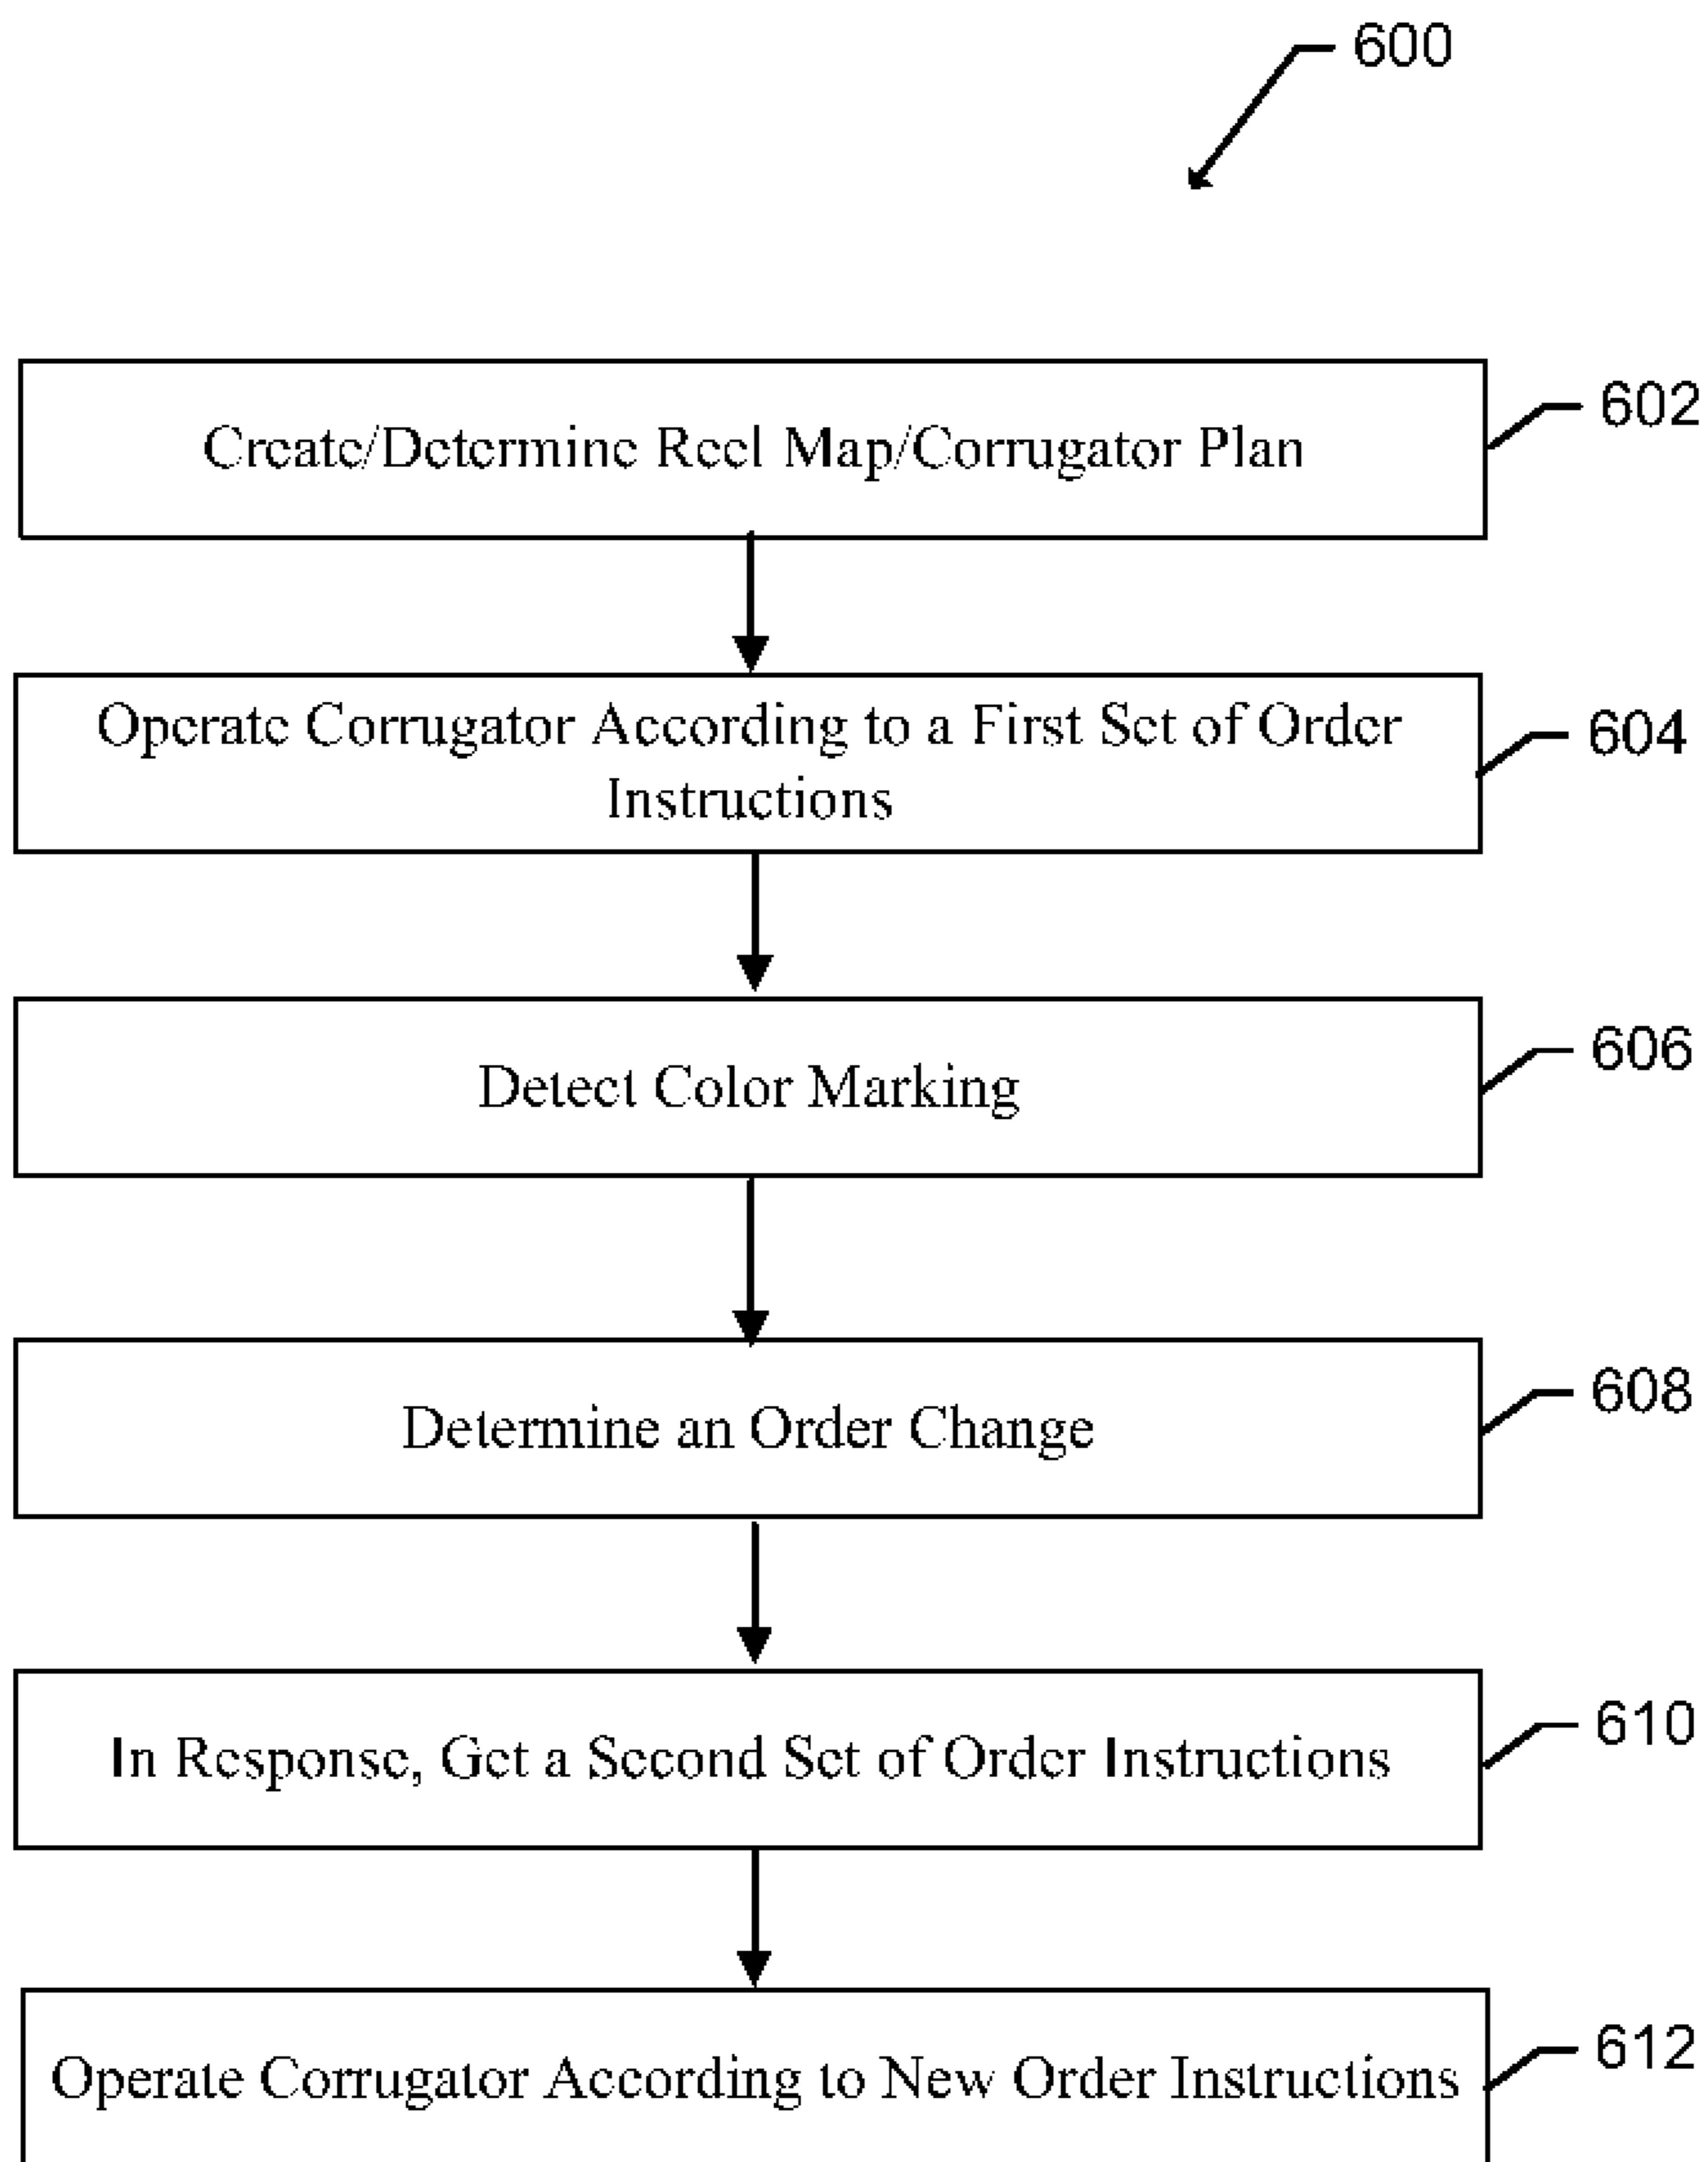 600
Create/Determine Reel Map/Corrugator Plan
602
Operate Corrugator According to a First Set of Order
Instructions
604
Detect Color Marking
606
Determine an Order Change
608
In Response, Get a Second Set of Order Instructions
610
Operate Corrugator According to New Order Instructions
612